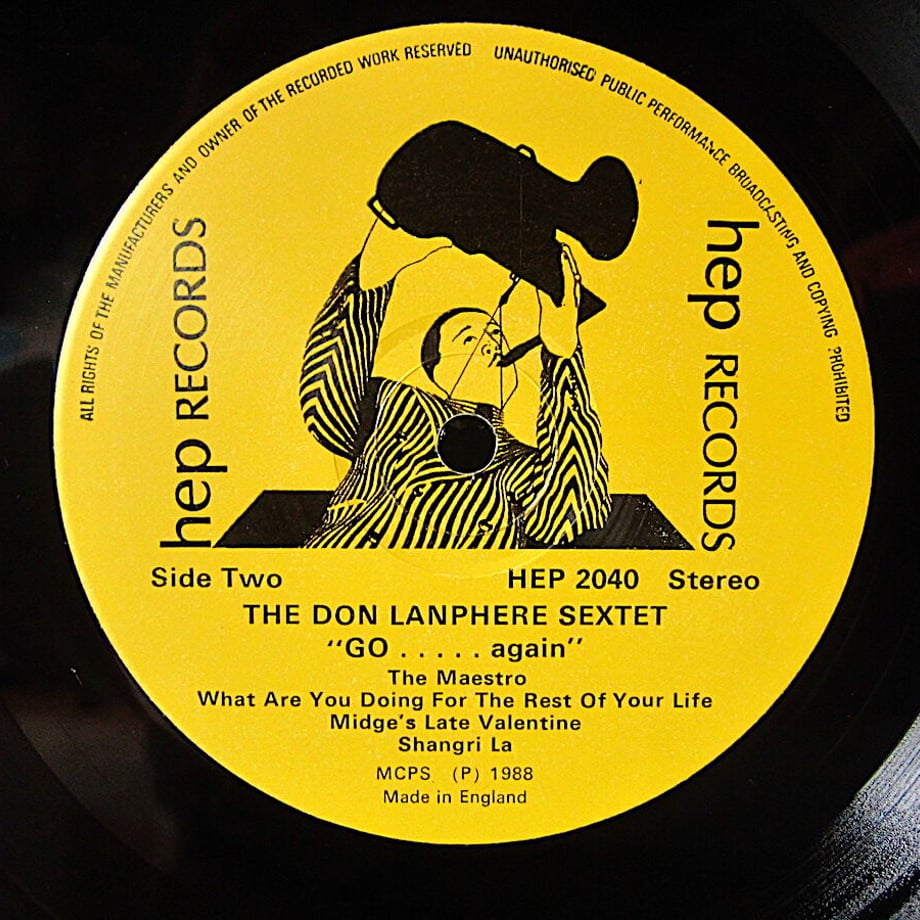 ALL RIGHTS OF THE MANUFACTURERS AND OWNER OF THE RECORDED WORK RESERVED UNAUTHORISED PUBLIC PERFORMANCE BROADCASTING AND COPYING PROHIBITED
hep RECORDS
hep RECORDS
Side Two HEP 2040 Stereo
THE DON LANPHERE SEXTET
“GO . . . . . again”
The Maestro
What Are You Doing For The Rest Of Your Life
Midge's Late Valentine
Shangri La
MCPS (P) 1988
Made in England